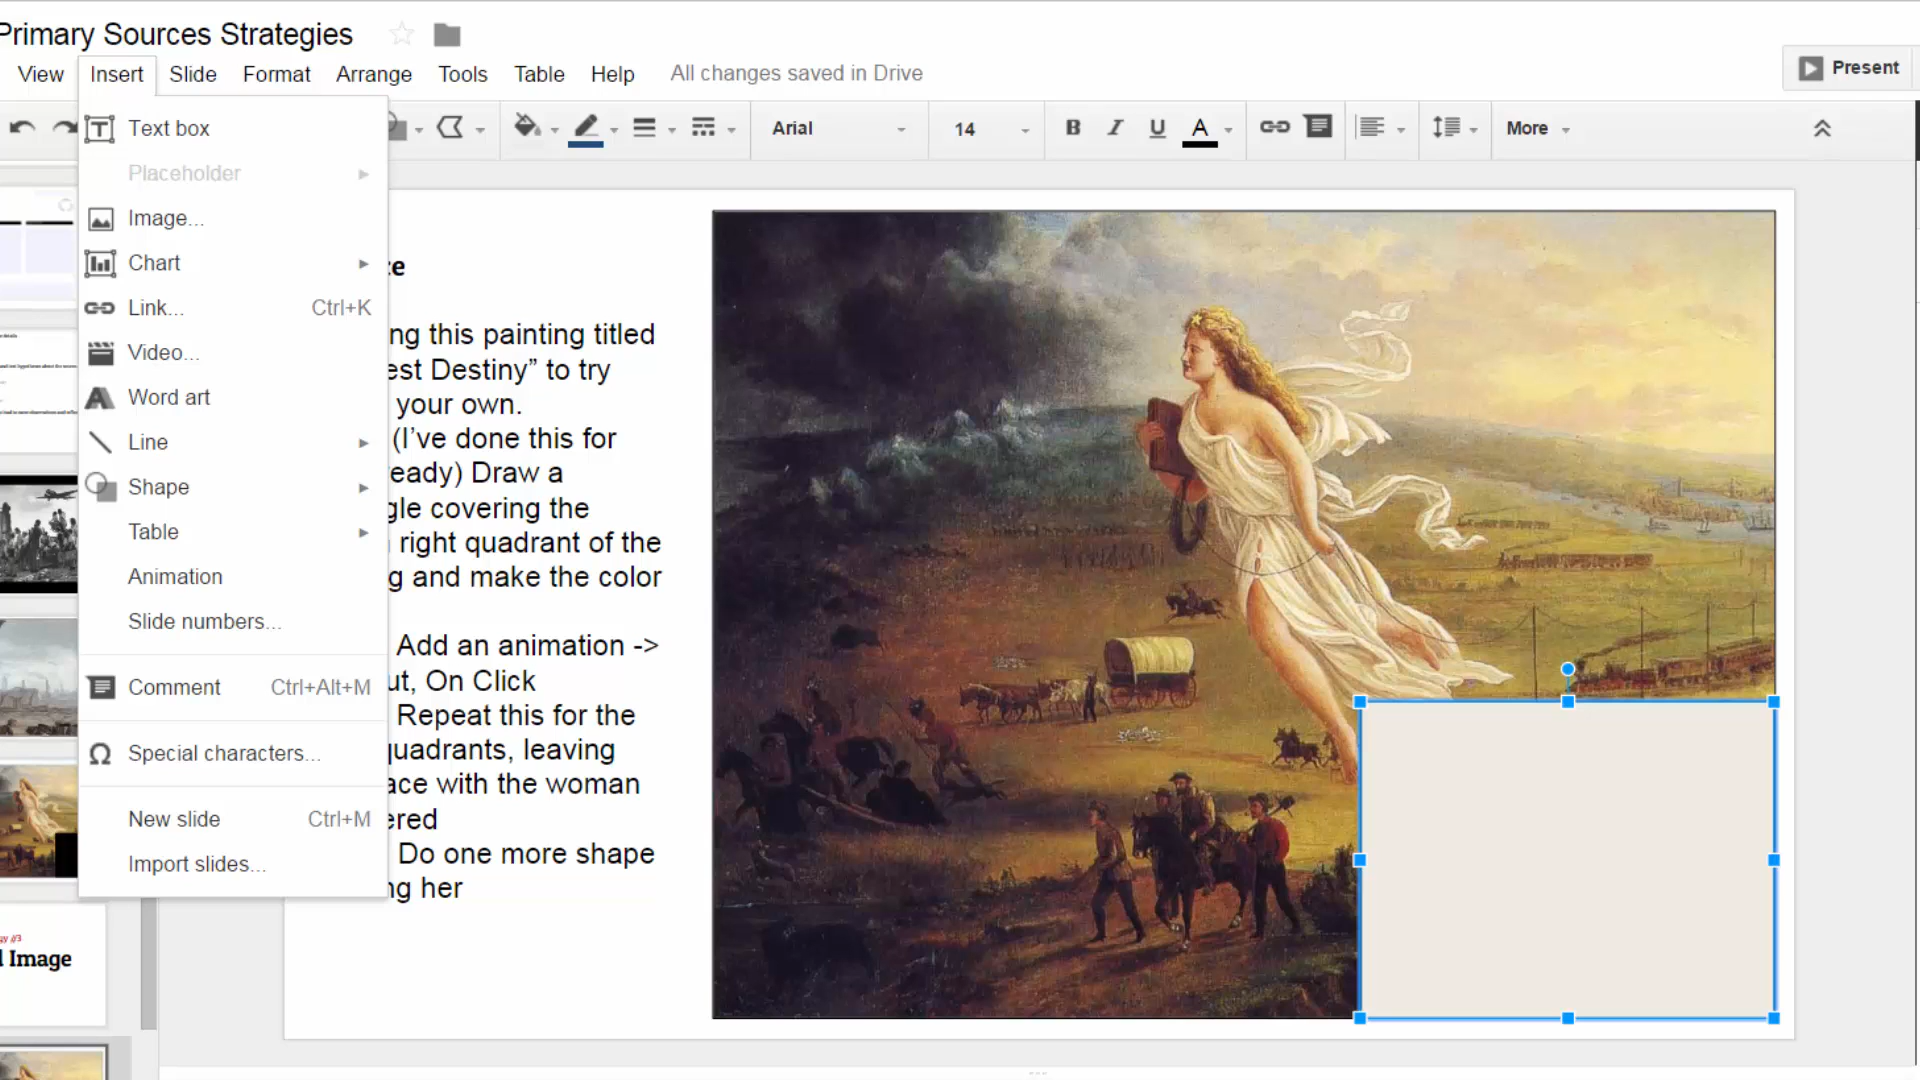 Primary Sources Strategies
View Insert Slide Format Arrange Tools Table Help All changes saved in Drive
Present
Arial 14 B I U A More
Text box
Placeholder
Image...
Chart
Link... Ctrl+K
Video...
Word art
Line
Shape
Table
Animation
Slide numbers...
Comment Ctrl+Alt+M
Special characters...
New slide Ctrl+M
Import slides...
ze
ng this painting titled
est Destiny” to try
your own.
(I’ve done this for
ready) Draw a
gle covering the
right quadrant of the
g and make the color
Add an animation ->
ut, On Click
Repeat this for the
quadrants, leaving
ace with the woman
ered
Do one more shape
ng her
gy //3
d Image